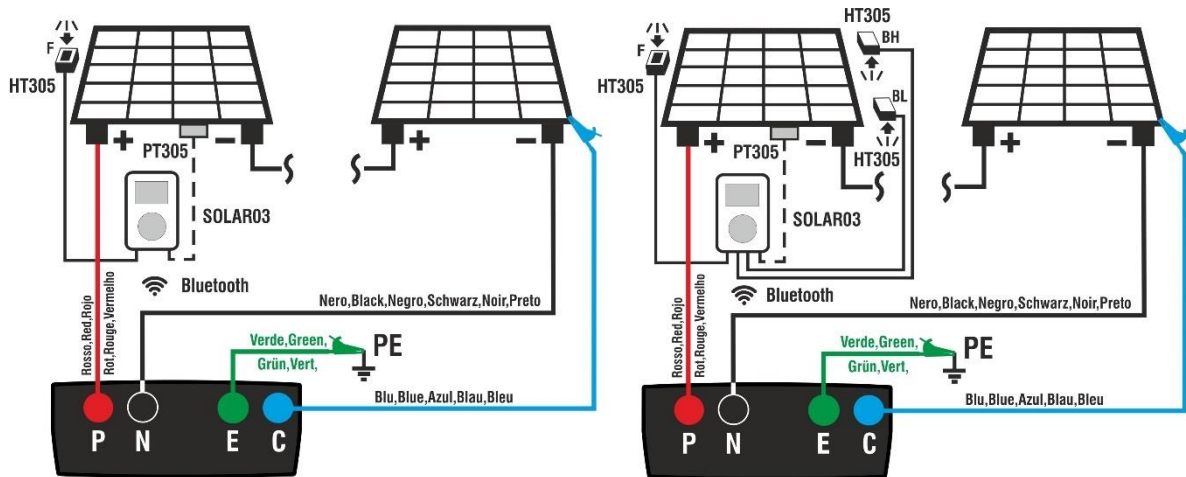 F
HT305
+
PT305
-
+
-
SOLAR03
Bluetooth
Rosso,Red,Rojo
Rot,Rouge,Vermelho
Nero,Black,Negro,Schwarz,Noir,Preto
Verde,Green,
Grün,Vert,
PE
Blu,Blue,Azul,Blau,Bleu
P N E C
HT305
BH
F
HT305
BL
HT305
+
PT305
-
+
-
SOLAR03
Bluetooth
Rosso,Red,Rojo
Rot,Rouge,Vermelho
Nero,Black,Negro,Schwarz,Noir,Preto
Verde,Green,
Grün,Vert,
PE
Blu,Blue,Azul,Blau,Bleu
P N E C